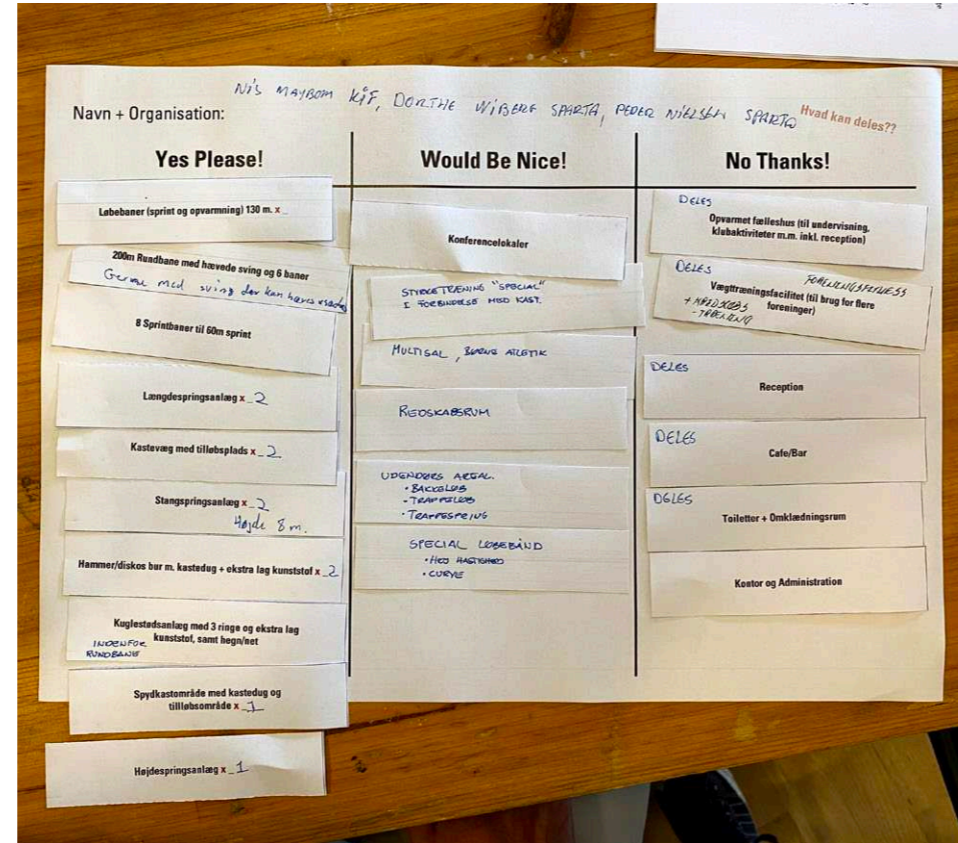 NIS MAYBOM KIF, DORTHE WIBERG SPARTA, PEDER NIELSEN SPARTA
Navn + Organisation:
Hvad kan deles??
Yes Please!
Løbebaner (sprint og opvarmning) 130 m. x _
200m Rundbane med hævede sving og 6 baner
Gerne med sving der kan hæves
8 Sprintbaner til 60m sprint
Længdespringsanlæg x _ 2
Kastevæg med tilløbsplads x _ 2
Stangspringsanlæg x _ 2
Højde 8 m.
Hammer/diskos bur m. kastedug + ekstra lag kunststof x _ 2
Kuglestødsanlæg med 3 ringe og ekstra lag
kunststof, samt hegn/net
INDENFOR
RUNDBANE
Spydkastområde med kastedug og
tillløbsområde x _ 1
Højdespringsanlæg x _ 1
Would Be Nice!
Konferencelokaler
STYRKETRÆNING "SPECIAL"
I FORBINDELSE MED KAST.
MULTISAL, BØRNE ATLETIK
REDSKABSRUM
UDENDØRS AREAL.
• BAKKELØB
• TRAPPELØB
• TRAPPESPRING
SPECIAL LØBEBÅND
• HØJ HASTIGHED
• CURVE
No Thanks!
DELES
Opvarmet fælleshus (til undervisning,
klubaktiviteter m.m. inkl. reception)
DELES
FORENINGSFITNESS
Vægttræningsfacilitet (til brug for flere
foreninger)
+ REDSKABS
- TRÆNING
DELES
Reception
DELES
Cafe/Bar
DELES
Toiletter + Omklædningsrum
Kontor og Administration